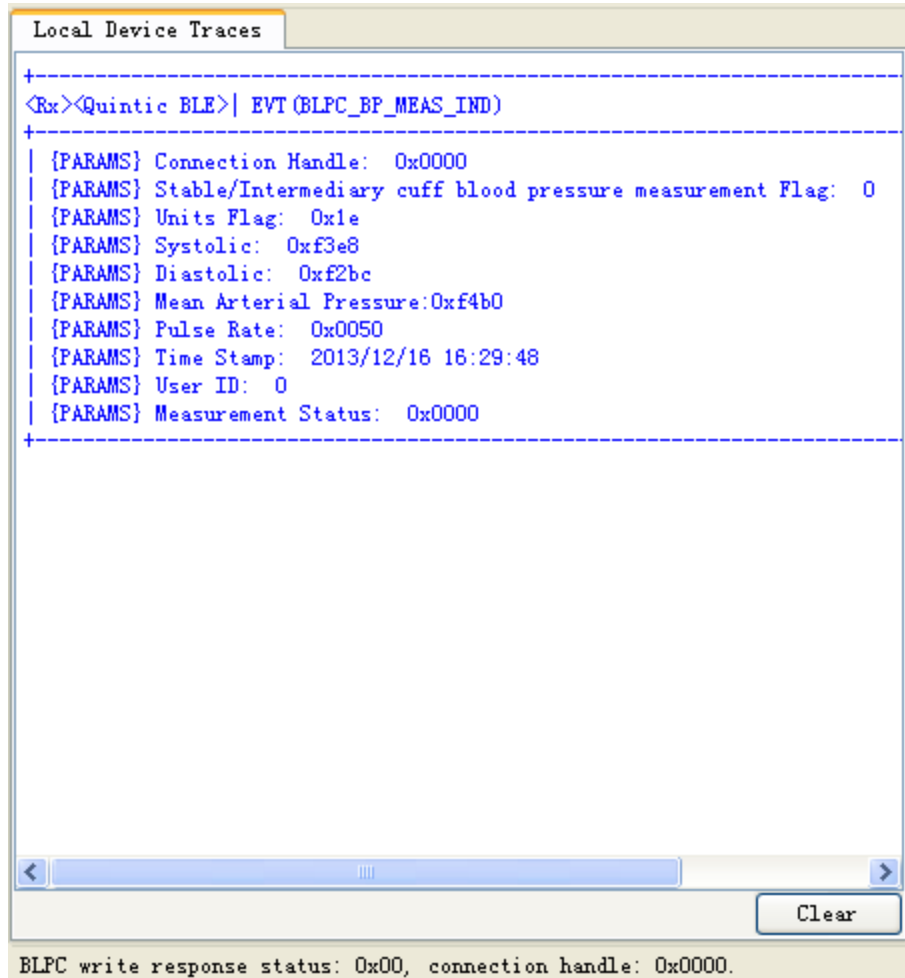 Local Device Traces
+------------------------------------------------------------------------
<Rx><Quintic BLE>| EVT(BLPC_BP_MEAS_IND)
+------------------------------------------------------------------------
| {PARAMS} Connection Handle:  0x0000
| {PARAMS} Stable/Intermediary cuff blood pressure measurement Flag:  0
| {PARAMS} Units Flag:  0x1e
| {PARAMS} Systolic:  0xf3e8
| {PARAMS} Diastolic:  0xf2bc
| {PARAMS} Mean Arterial Pressure:0xf4b0
| {PARAMS} Pulse Rate:  0x0050
| {PARAMS} Time Stamp:  2013/12/16 16:29:48
| {PARAMS} User ID:  0
| {PARAMS} Measurement Status:  0x0000
+------------------------------------------------------------------------
Clear
BLPC write response status: 0x00, connection handle: 0x0000.